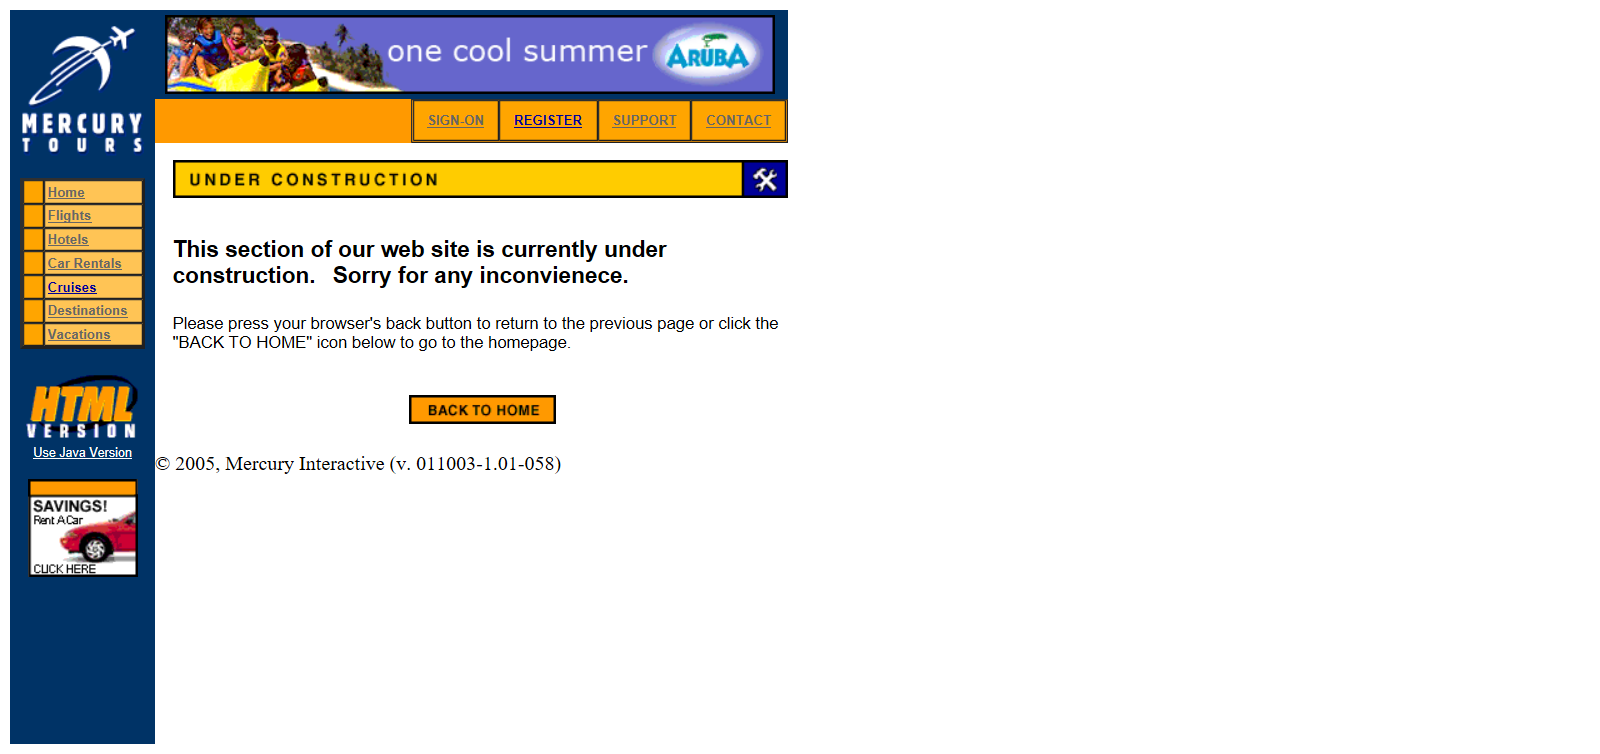 one cool summer ARUBA
MERCURY
TOURS
SIGN-ON REGISTER SUPPORT CONTACT
UNDER CONSTRUCTION
Home
Flights
Hotels
Car Rentals
Cruises
Destinations
Vacations
This section of our web site is currently under
construction. Sorry for any inconvienece.
Please press your browser's back button to return to the previous page or click the
"BACK TO HOME" icon below to go to the homepage.
BACK TO HOME
HTML
VERSION
Use Java Version
© 2005, Mercury Interactive (v. 011003-1.01-058)
SAVINGS!
Rent A Car
CLICK HERE